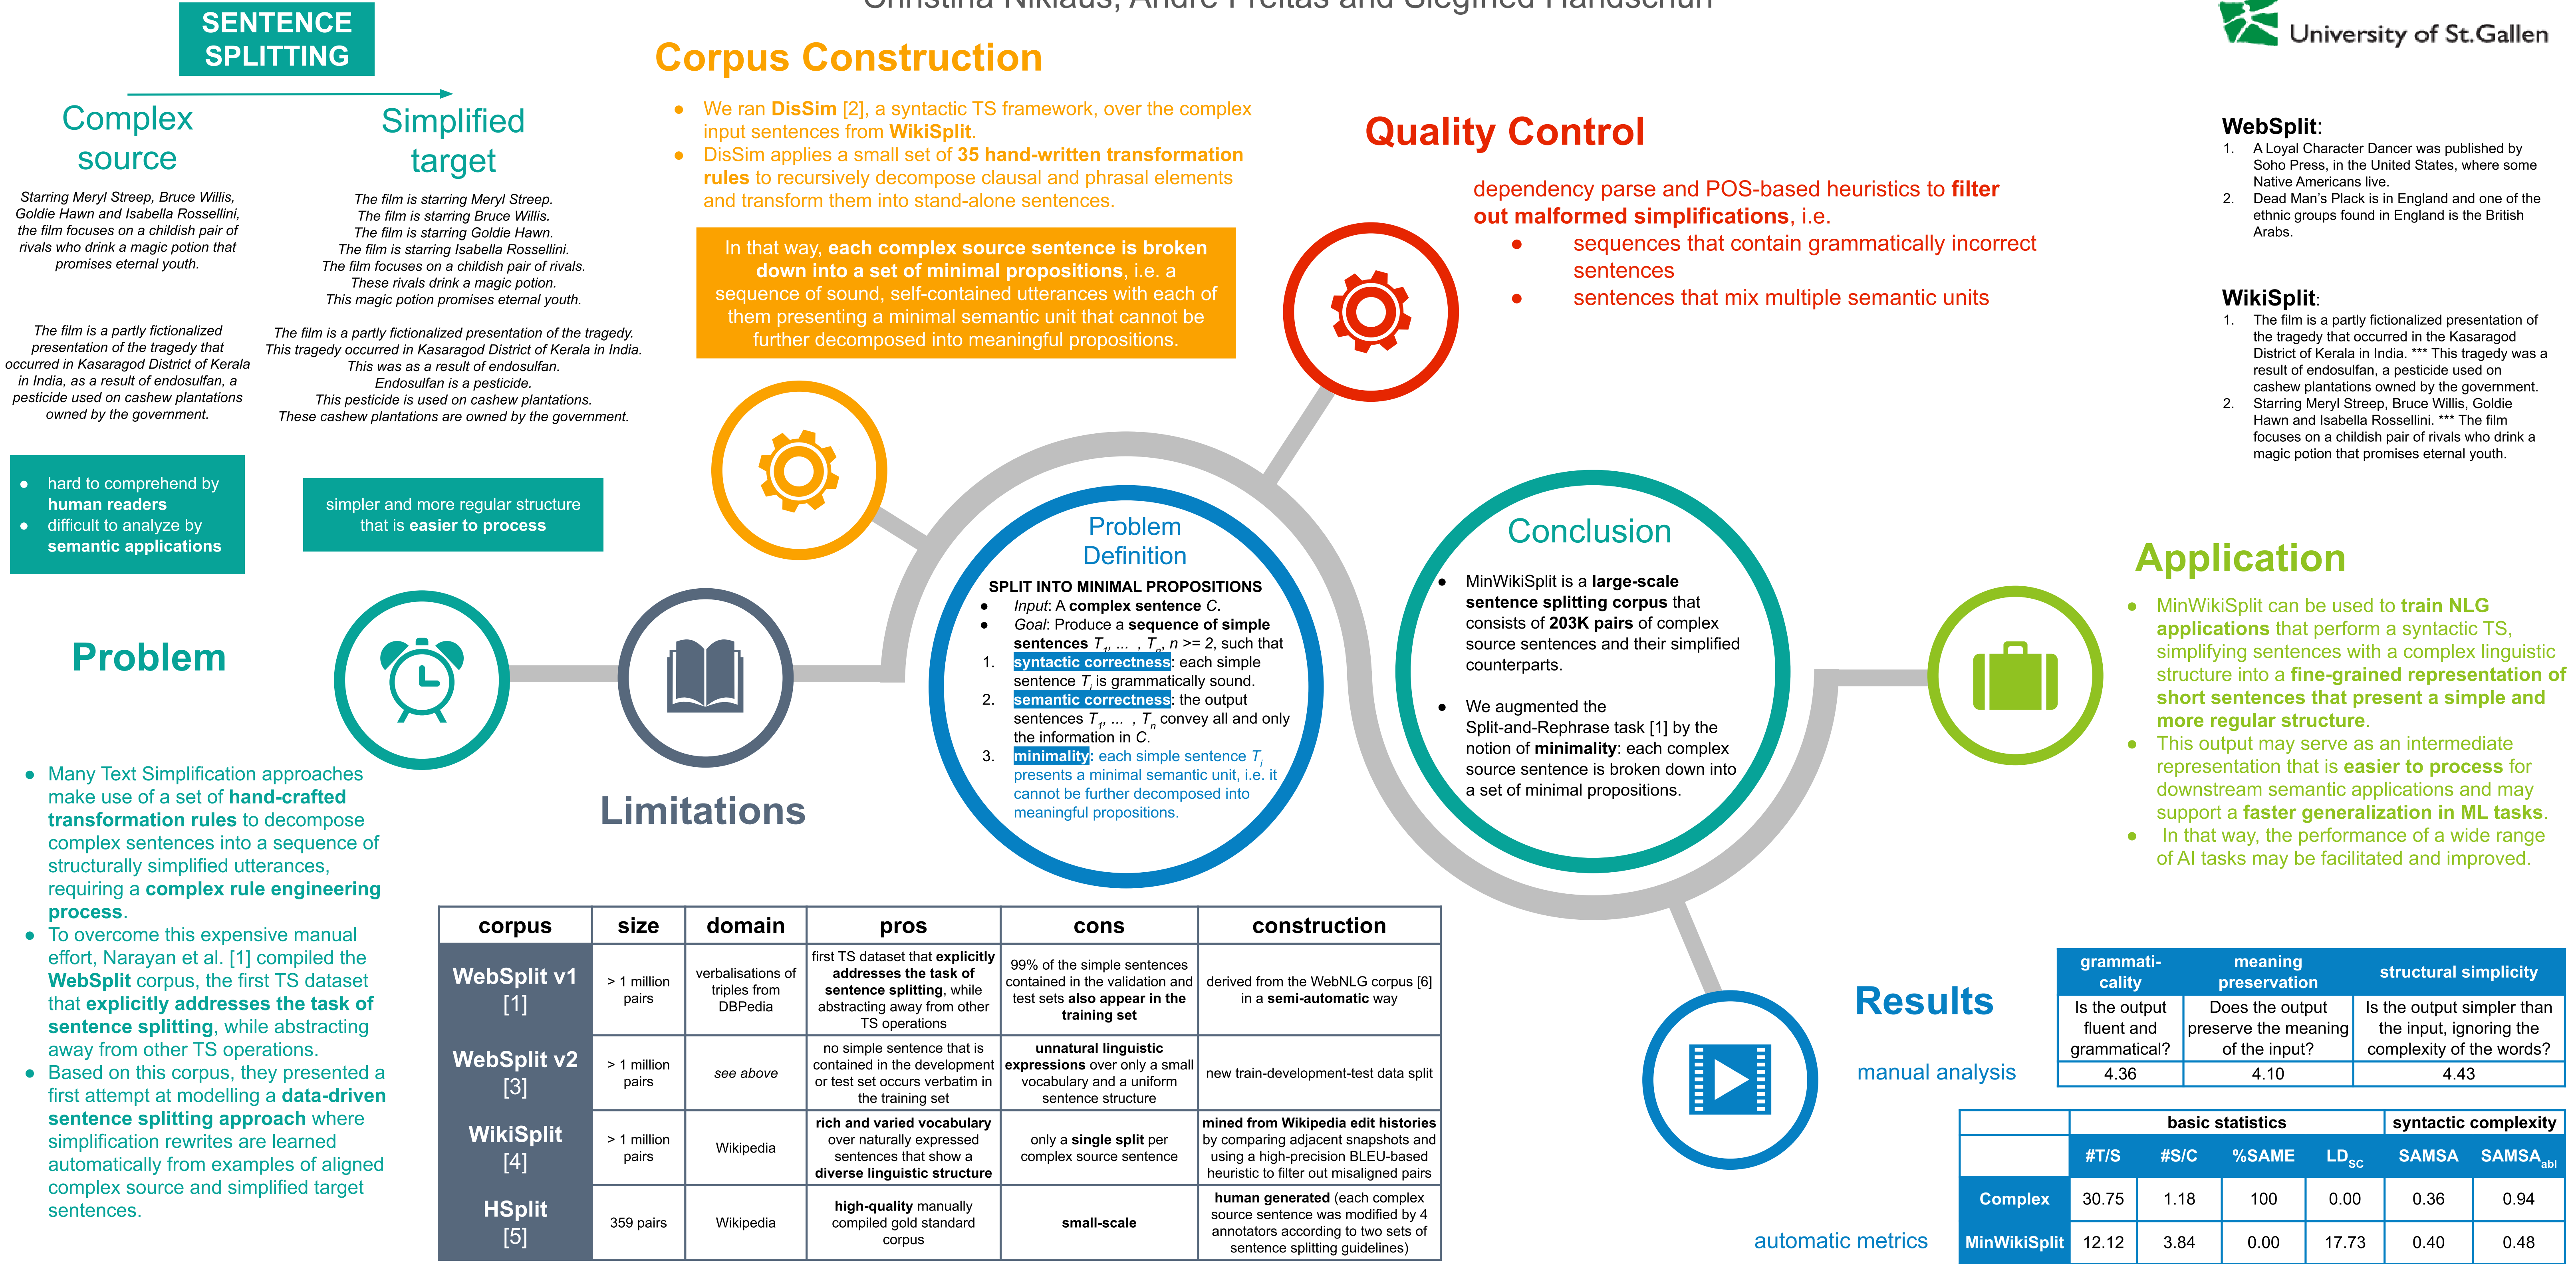 Christina Niklaus, André Freitas and Siegfried Handschuh
University of St.Gallen
SENTENCE
SPLITTING
Complex
source
Simplified
target
Starring Meryl Streep, Bruce Willis,
Goldie Hawn and Isabella Rossellini,
the film focuses on a childish pair of
rivals who drink a magic potion that
promises eternal youth.
The film is starring Meryl Streep.
The film is starring Bruce Willis.
The film is starring Goldie Hawn.
The film is starring Isabella Rossellini.
The film focuses on a childish pair of rivals.
These rivals drink a magic potion.
This magic potion promises eternal youth.
The film is a partly fictionalized
presentation of the tragedy that
occurred in Kasaragod District of Kerala
in India, as a result of endosulfan, a
pesticide used on cashew plantations
owned by the government.
The film is a partly fictionalized presentation of the tragedy.
This tragedy occurred in Kasaragod District of Kerala in India.
This was as a result of endosulfan.
Endosulfan is a pesticide.
This pesticide is used on cashew plantations.
These cashew plantations are owned by the government.
● hard to comprehend by
human readers
● difficult to analyze by
semantic applications
simpler and more regular structure
that is easier to process
Problem
● Many Text Simplification approaches
make use of a set of hand-crafted
transformation rules to decompose
complex sentences into a sequence of
structurally simplified utterances,
requiring a complex rule engineering
process.
● To overcome this expensive manual
effort, Narayan et al. [1] compiled the
WebSplit corpus, the first TS dataset
that explicitly addresses the task of
sentence splitting, while abstracting
away from other TS operations.
● Based on this corpus, they presented a
first attempt at modelling a data-driven
sentence splitting approach where
simplification rewrites are learned
automatically from examples of aligned
complex source and simplified target
sentences.
Corpus Construction
● We ran DisSim [2], a syntactic TS framework, over the complex
input sentences from WikiSplit.
● DisSim applies a small set of 35 hand-written transformation
rules to recursively decompose clausal and phrasal elements
and transform them into stand-alone sentences.
In that way, each complex source sentence is broken
down into a set of minimal propositions, i.e. a
sequence of sound, self-contained utterances with each of
them presenting a minimal semantic unit that cannot be
further decomposed into meaningful propositions.
Quality Control
dependency parse and POS-based heuristics to filter
out malformed simplifications, i.e.
● sequences that contain grammatically incorrect
sentences
● sentences that mix multiple semantic units
WebSplit:
1. A Loyal Character Dancer was published by
Soho Press, in the United States, where some
Native Americans live.
2. Dead Man's Plack is in England and one of the
ethnic groups found in England is the British
Arabs.
WikiSplit:
1. The film is a partly fictionalized presentation of
the tragedy that occurred in the Kasaragod
District of Kerala in India. *** This tragedy was a
result of endosulfan, a pesticide used on
cashew plantations owned by the government.
2. Starring Meryl Streep, Bruce Willis, Goldie
Hawn and Isabella Rossellini. *** The film
focuses on a childish pair of rivals who drink a
magic potion that promises eternal youth.
Limitations
Problem
Definition
SPLIT INTO MINIMAL PROPOSITIONS
● Input: A complex sentence C.
● Goal: Produce a sequence of simple
sentences T1, ... , Tn, n >= 2, such that
1. syntactic correctness: each simple
sentence Ti is grammatically sound.
2. semantic correctness: the output
sentences T1, ... , Tn convey all and only
the information in C.
3. minimality: each simple sentence Ti
presents a minimal semantic unit, i.e. it
cannot be further decomposed into
meaningful propositions.
Conclusion
● MinWikiSplit is a large-scale
sentence splitting corpus that
consists of 203K pairs of complex
source sentences and their simplified
counterparts.
● We augmented the
Split-and-Rephrase task [1] by the
notion of minimality: each complex
source sentence is broken down into
a set of minimal propositions.
Application
● MinWikiSplit can be used to train NLG
applications that perform a syntactic TS,
simplifying sentences with a complex linguistic
structure into a fine-grained representation of
short sentences that present a simple and
more regular structure.
● This output may serve as an intermediate
representation that is easier to process for
downstream semantic applications and may
support a faster generalization in ML tasks.
● In that way, the performance of a wide range
of AI tasks may be facilitated and improved.
corpus size domain pros cons construction
WebSplit v1
[1]
> 1 million
pairs
verbalisations of
triples from
DBPedia
first TS dataset that explicitly
addresses the task of
sentence splitting, while
abstracting away from other
TS operations
99% of the simple sentences
contained in the validation and
test sets also appear in the
training set
derived from the WebNLG corpus [6]
in a semi-automatic way
WebSplit v2
[3]
> 1 million
pairs
see above
no simple sentence that is
contained in the development
or test set occurs verbatim in
the training set
unnatural linguistic
expressions over only a small
vocabulary and a uniform
sentence structure
new train-development-test data split
WikiSplit
[4]
> 1 million
pairs
Wikipedia
rich and varied vocabulary
over naturally expressed
sentences that show a
diverse linguistic structure
only a single split per
complex source sentence
mined from Wikipedia edit histories
by comparing adjacent snapshots and
using a high-precision BLEU-based
heuristic to filter out misaligned pairs
HSplit
[5]
359 pairs
Wikipedia
high-quality manually
compiled gold standard
corpus
small-scale
human generated (each complex
source sentence was modified by 4
annotators according to two sets of
sentence splitting guidelines)
Results
manual analysis
grammati-
cality
meaning
preservation
structural simplicity
Is the output
fluent and
grammatical?
Does the output
preserve the meaning
of the input?
Is the output simpler than
the input, ignoring the
complexity of the words?
4.36 4.10 4.43
automatic metrics
basic statistics syntactic complexity
#T/S #S/C %SAME LDSC SAMSA SAMSAabl
Complex 30.75 1.18 100 0.00 0.36 0.94
MinWikiSplit 12.12 3.84 0.00 17.73 0.40 0.48